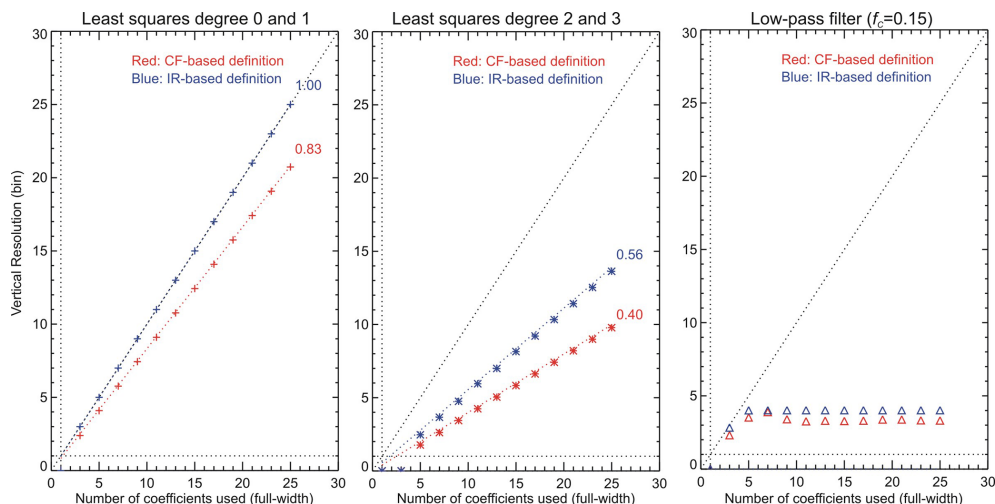 Least squares degree 0 and 1
Red: CF-based definition
Blue: IR-based definition
1.00
0.83
30
25
20
15
10
5
0
0 5 10 15 20 25 30
Vertical Resolution (bin)
Number of coefficients used (full-width)
Least squares degree 2 and 3
Red: CF-based definition
Blue: IR-based definition
0.56
0.40
30
25
20
15
10
5
0
0 5 10 15 20 25 30
Number of coefficients used (full-width)
Low-pass filter (fc=0.15)
Red: CF-based definition
Blue: IR-based definition
30
25
20
15
10
5
0
0 5 10 15 20 25 30
Number of coefficients used (full-width)